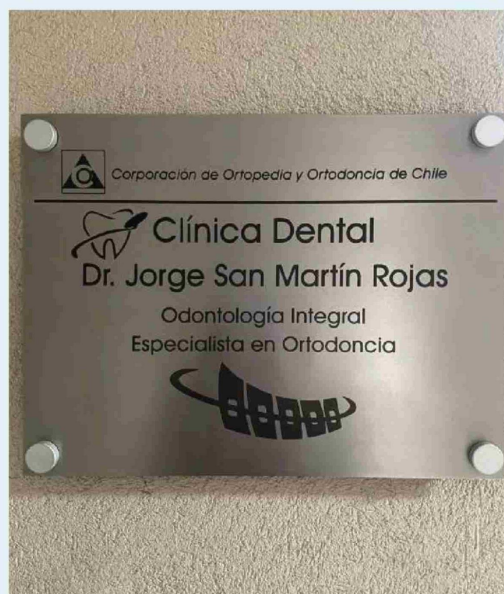 Corporación de Ortopedia y Ortodoncia de Chile
Clínica Dental
Dr. Jorge San Martín Rojas
Odontología Integral
Especialista en Ortodoncia